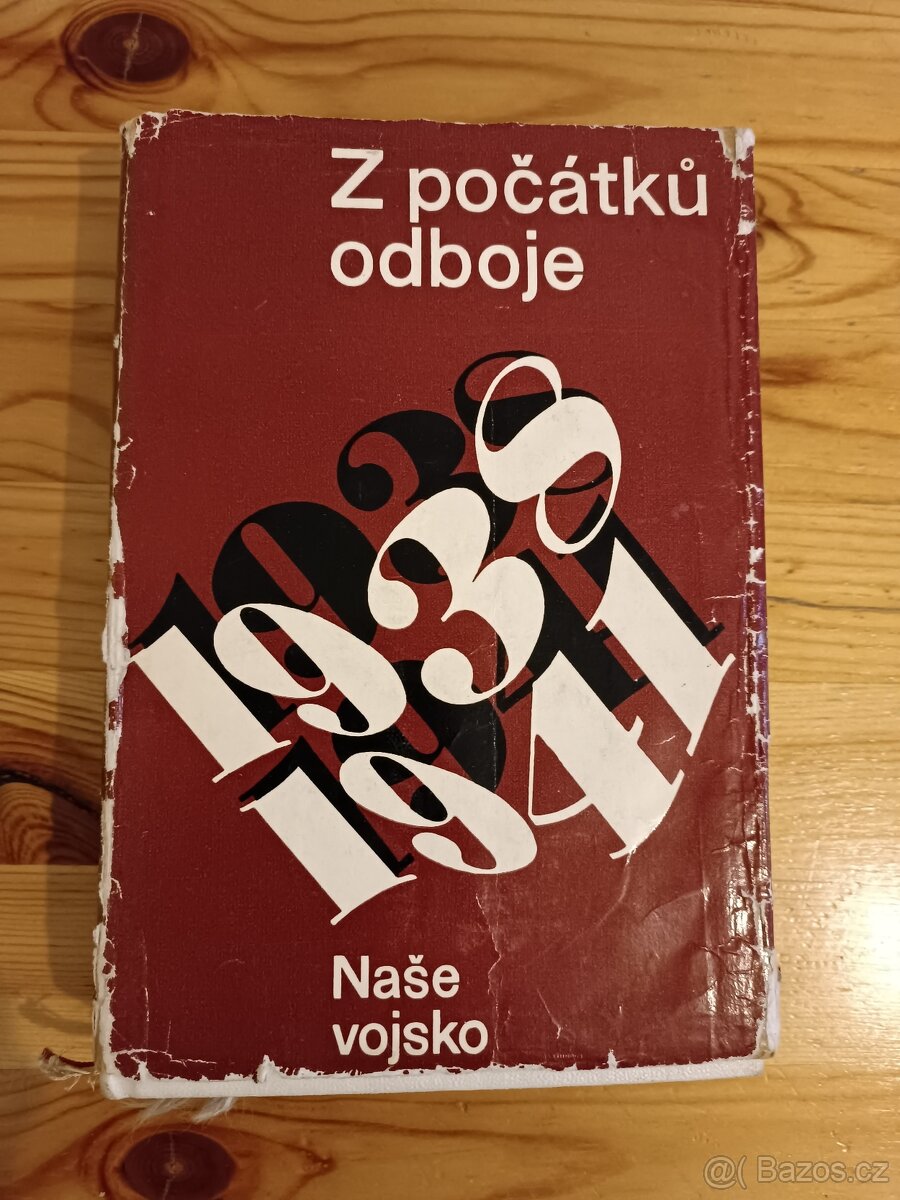 Z počátků
odboje
1938
1941
Naše
vojsko
@( Bazos.cz